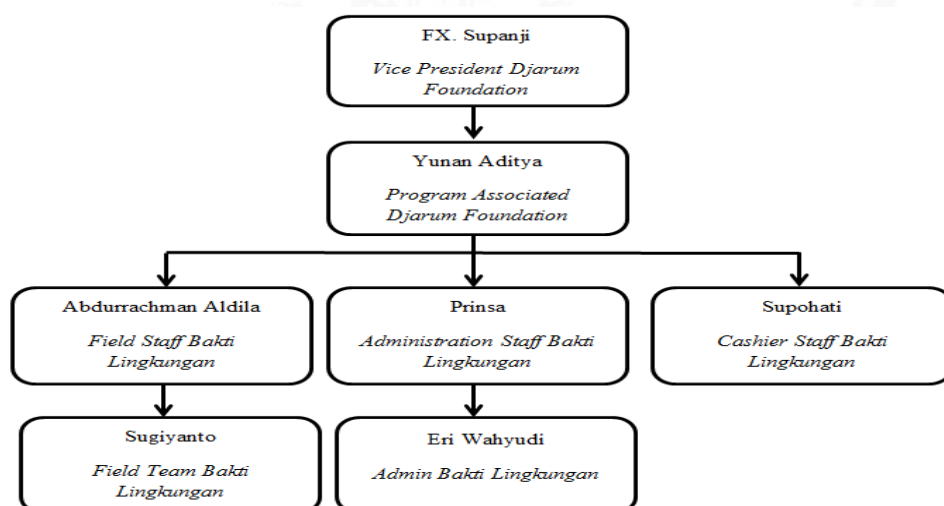 FX. Supanji
Vice President Djarum
Foundation
Yunan Aditya
Program Associated
Djarum Foundation
Abdurrachman Aldila
Field Staff Bakti
Lingkungan
Prinsa
Administration Staff Bakti
Lingkungan
Supohati
Cashier Staff Bakti
Lingkungan
Sugiyanto
Field Team Bakti
Lingkungan
Eri Wahyudi
Admin Bakti Lingkungan